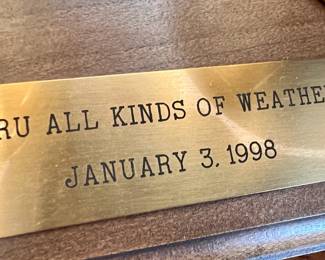 RU ALL KINDS OF WEATHE
JANUARY 3, 1998